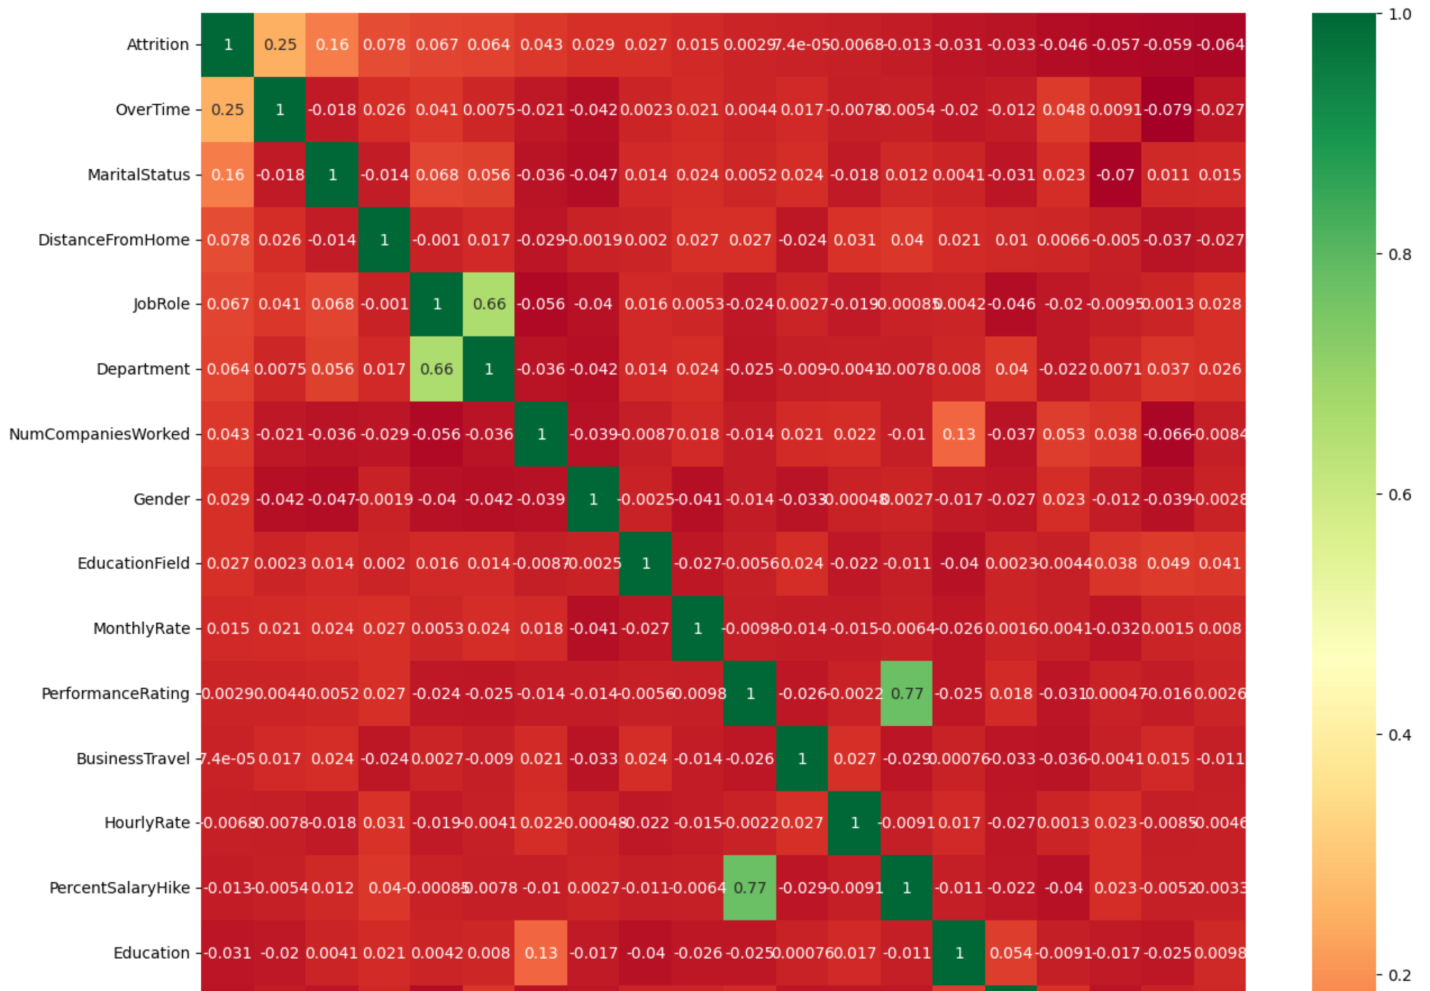 Attrition 1 0.25 0.16 0.078 0.067 0.064 0.043 0.029 0.027 0.015 0.0029 7.4e-05 -0.0068 -0.013 -0.031 -0.033 -0.046 -0.057 -0.059 -0.064
OverTime 0.25 1 -0.018 0.026 0.041 0.0075 -0.021 -0.042 0.0023 0.021 0.0044 0.017 -0.0078 -0.0054 -0.02 -0.012 0.048 0.0091 -0.079 -0.027
MaritalStatus 0.16 -0.018 1 -0.014 0.068 0.056 -0.036 -0.047 0.014 0.024 0.0052 0.024 -0.018 0.012 0.0041 -0.031 0.023 -0.07 0.011 0.015
DistanceFromHome 0.078 0.026 -0.014 1 -0.001 0.017 -0.029 -0.0019 0.002 0.027 0.027 -0.024 0.031 0.04 0.021 0.01 0.0066 -0.005 -0.037 -0.027
JobRole 0.067 0.041 0.068 -0.001 1 0.66 -0.056 -0.04 0.016 0.0053 -0.024 0.0027 -0.019 -0.00085 0.0042 -0.046 -0.02 -0.0095 0.0013 0.028
Department 0.064 0.0075 0.056 0.017 0.66 1 -0.036 -0.042 0.014 0.024 -0.025 -0.009 -0.0041 -0.0078 0.008 0.04 -0.022 0.0071 0.037 0.026
NumCompaniesWorked 0.043 -0.021 -0.036 -0.029 -0.056 -0.036 1 -0.039 -0.0087 0.018 -0.014 0.021 0.022 -0.01 0.13 -0.037 0.053 0.038 -0.066 -0.0084
Gender 0.029 -0.042 -0.047 -0.0019 -0.04 -0.042 -0.039 1 -0.0025 -0.041 -0.014 -0.033 -0.00048 0.0027 -0.017 -0.027 0.023 -0.012 -0.039 -0.0028
EducationField 0.027 0.0023 0.014 0.002 0.016 0.014 -0.0087 -0.0025 1 -0.027 -0.0056 0.024 -0.022 -0.011 -0.04 0.0023 -0.0044 0.038 0.049 0.041
MonthlyRate 0.015 0.021 0.024 0.027 0.0053 0.024 0.018 -0.041 -0.027 1 -0.0098 -0.014 -0.015 -0.0064 -0.026 0.0016 -0.0041 -0.032 0.0015 0.008
PerformanceRating 0.0029 0.0044 0.0052 0.027 -0.024 -0.025 -0.014 -0.014 -0.0056 -0.0098 1 -0.026 -0.0022 0.77 -0.025 0.018 -0.031 0.00047 -0.016 0.0026
BusinessTravel 7.4e-05 0.017 0.024 -0.024 0.0027 -0.009 0.021 -0.033 0.024 -0.014 -0.026 1 0.027 -0.029 0.00076 -0.033 -0.036 -0.0041 0.015 -0.011
HourlyRate -0.0068 -0.0078 -0.018 0.031 -0.019 -0.0041 0.022 -0.00048 -0.022 -0.015 -0.0022 0.027 1 -0.0091 0.017 -0.027 0.0013 0.023 -0.0085 -0.0046
PercentSalaryHike -0.013 -0.0054 0.012 0.04 -0.00085 -0.0078 -0.01 0.0027 -0.011 -0.0064 0.77 -0.029 -0.0091 1 -0.011 -0.022 -0.04 0.023 -0.0052 -0.0033
Education -0.031 -0.02 0.0041 0.021 0.0042 0.008 0.13 -0.017 -0.04 -0.026 -0.025 0.00076 0.017 -0.011 1 0.054 -0.0091 -0.017 -0.025 0.0098
1.0
0.8
0.6
0.4
0.2